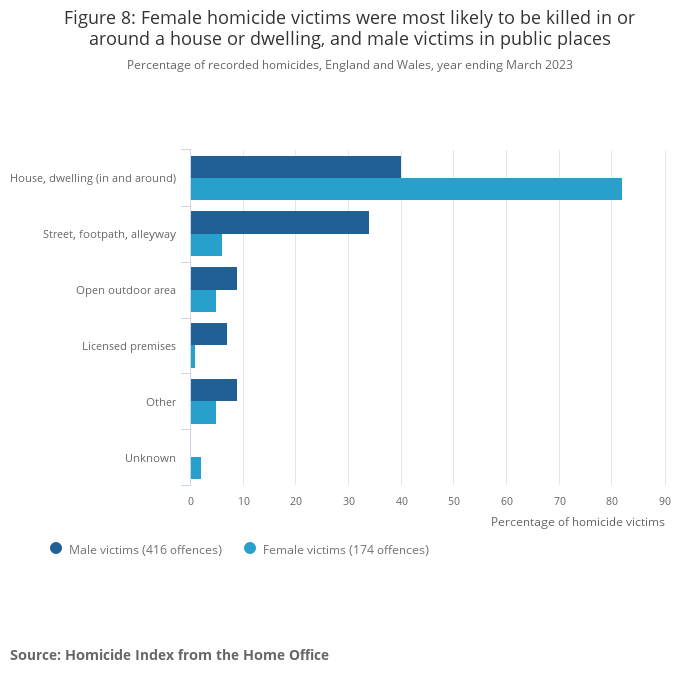 Figure 8: Female homicide victims were most likely to be killed in or
around a house or dwelling, and male victims in public places
Percentage of recorded homicides, England and Wales, year ending March 2023
House, dwelling (in and around)
Street, footpath, alleyway
Open outdoor area
Licensed premises
Other
Unknown
0 10 20 30 40 50 60 70 80 90
Percentage of homicide victims
Male victims (416 offences) Female victims (174 offences)
Source: Homicide Index from the Home Office